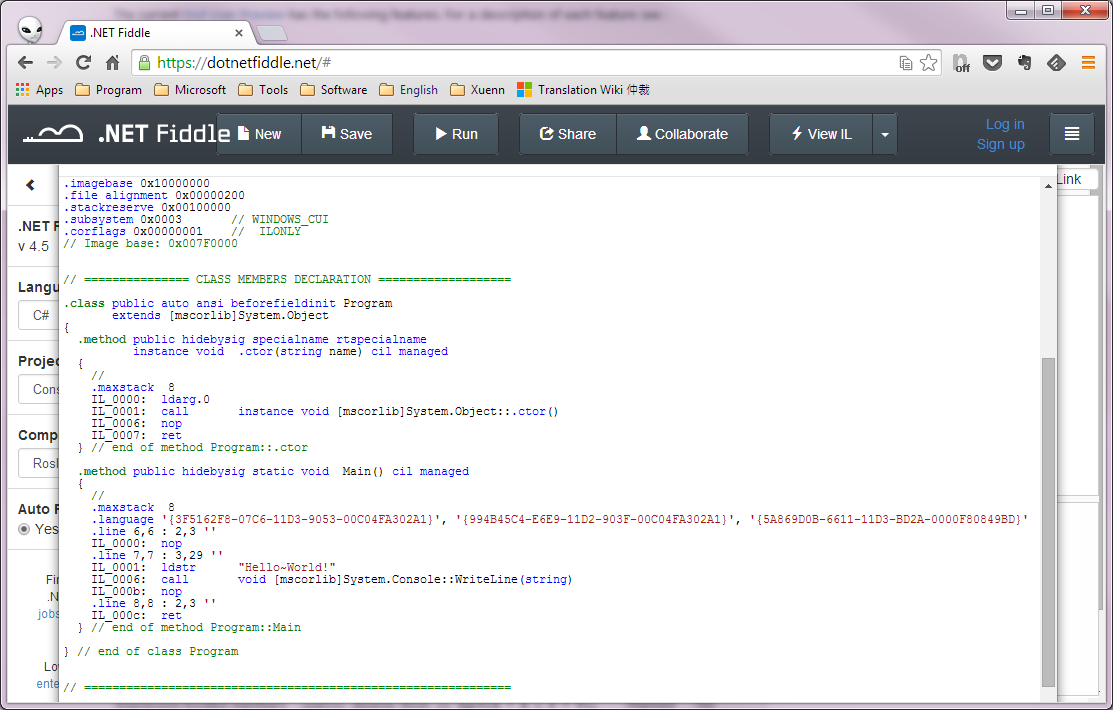 .NET Fiddle
https://dotnetfiddle.net/#
off
Apps Program Microsoft Tools Software English Xuenn Translation Wiki 仲裁
.NET Fiddle New Save Run Share Collaborate View IL Log in
Sign up
Link
.NET F
v 4.5
Langu
C#
Projec
Cons
Comp
Rosl
Auto F
Yes
Fi
.N
jobs
Lo
ente
.imagebase 0x10000000
.file alignment 0x00000200
.stackreserve 0x00100000
.subsystem 0x0003 // WINDOWS_CUI
.corflags 0x00000001 // ILONLY
// Image base: 0x007F0000
// =============== CLASS MEMBERS DECLARATION ===================
.class public auto ansi beforefieldinit Program
extends [mscorlib]System.Object
{
.method public hidebysig specialname rtspecialname
instance void .ctor(string name) cil managed
{
//
.maxstack 8
IL_0000: ldarg.0
IL_0001: call instance void [mscorlib]System.Object::.ctor()
IL_0006: nop
IL_0007: ret
} // end of method Program::.ctor
.method public hidebysig static void Main() cil managed
{
//
.maxstack 8
.language '{3F5162F8-07C6-11D3-9053-00C04FA302A1}', '{994B45C4-E6E9-11D2-903F-00C04FA302A1}', '{5A869D0B-6611-11D3-BD2A-0000F80849BD}'
.line 6,6 : 2,3 ''
IL_0000: nop
.line 7,7 : 3,29 ''
IL_0001: ldstr "Hello~World!"
IL_0006: call void [mscorlib]System.Console::WriteLine(string)
IL_000b: nop
.line 8,8 : 2,3 ''
IL_000c: ret
} // end of method Program::Main
} // end of class Program
// =============================================================